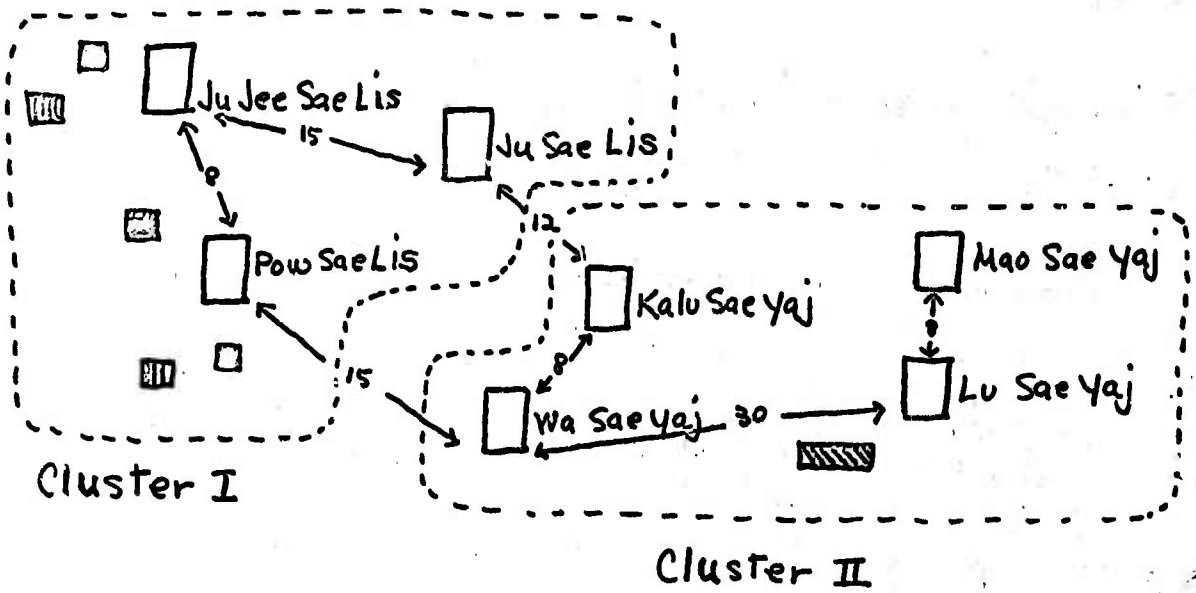 Ju Jee Sae Lis
15
Ju Sae Lis
8
12
Pow Sae Lis
Mao Sae Yaj
Kalu Sae Yaj
8
15
8
Lu Sae Yaj
Wa Sae Yaj 30
Cluster I
Cluster II